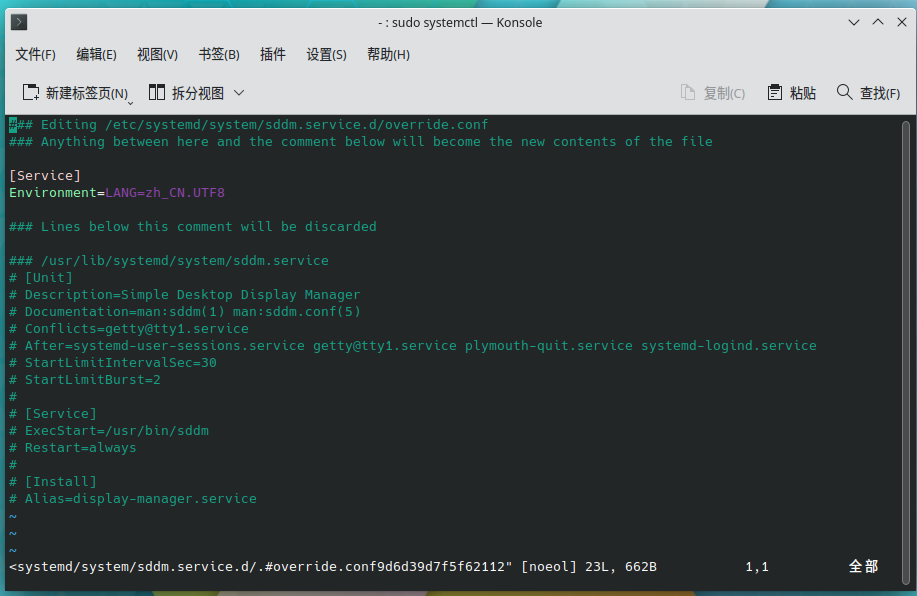 - : sudo systemctl — Konsole
文件(F) 编辑(E) 视图(V) 书签(B) 插件 设置(S) 帮助(H)
新建标签页(N) 拆分视图 复制(C) 粘贴 查找(F)
### Editing /etc/systemd/system/sddm.service.d/override.conf
### Anything between here and the comment below will become the new contents of the file
[Service]
Environment=LANG=zh_CN.UTF8
### Lines below this comment will be discarded
### /usr/lib/systemd/system/sddm.service
# [Unit]
# Description=Simple Desktop Display Manager
# Documentation=man:sddm(1) man:sddm.conf(5)
# Conflicts=getty@tty1.service
# After=systemd-user-sessions.service getty@tty1.service plymouth-quit.service systemd-logind.service
# StartLimitIntervalSec=30
# StartLimitBurst=2
#
# [Service]
# ExecStart=/usr/bin/sddm
# Restart=always
#
# [Install]
# Alias=display-manager.service
~
~
~
<systemd/system/sddm.service.d/.#override.conf9d6d39d7f5f62112" [noeol] 23L, 662B 1,1 全部